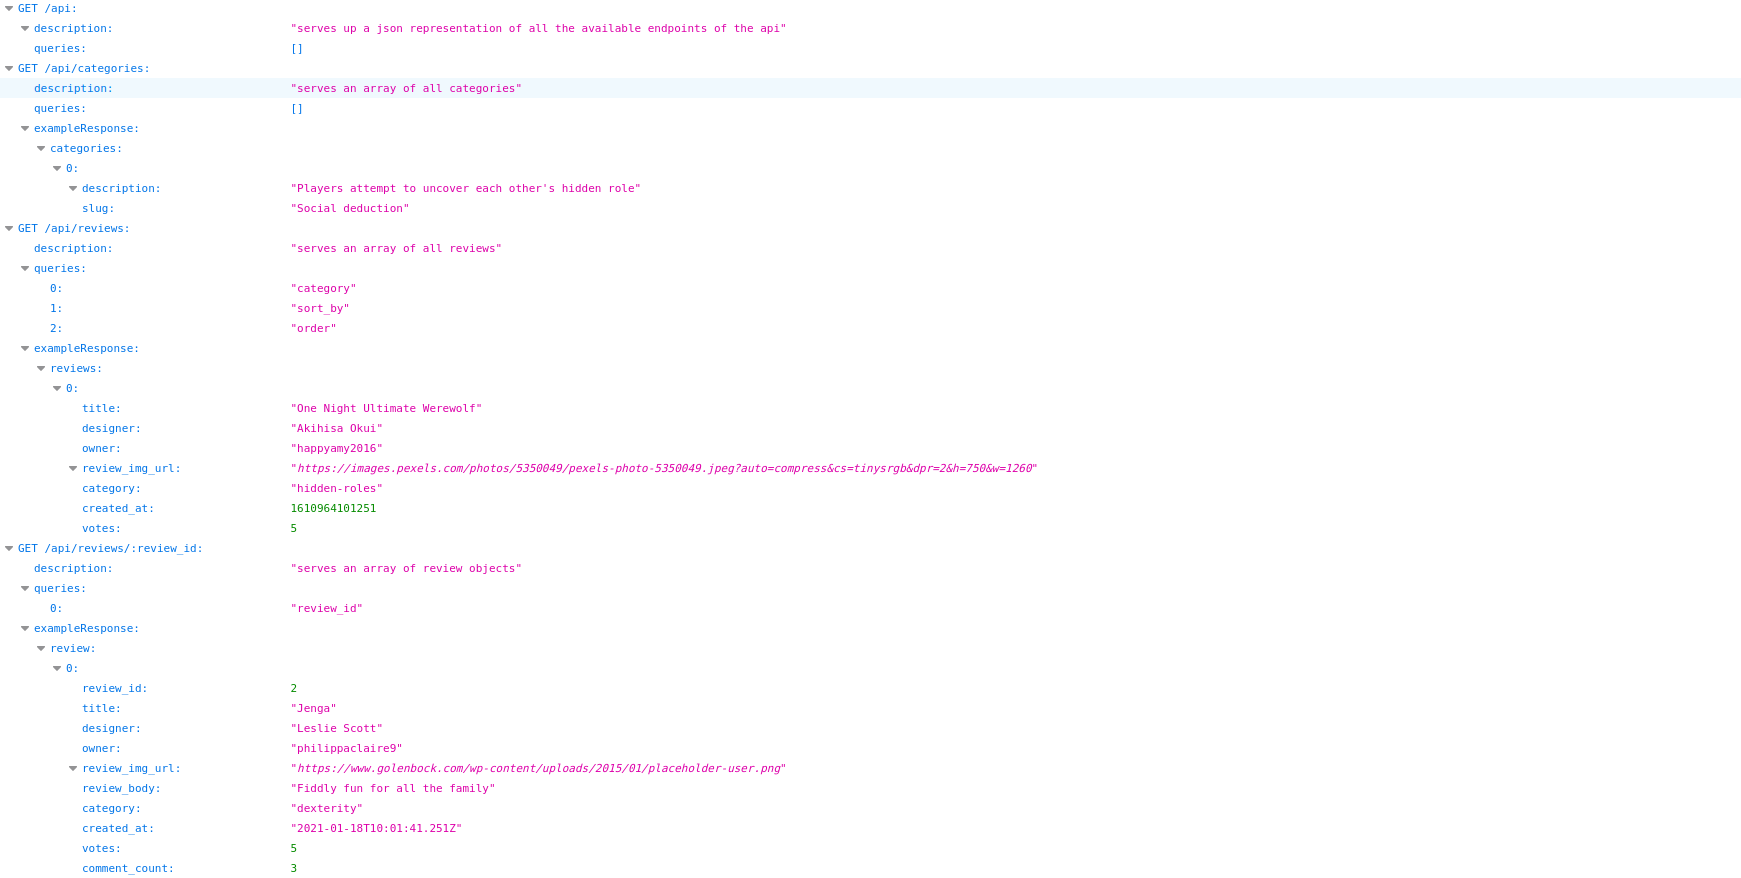 GET /api:
description: "serves up a json representation of all the available endpoints of the api"
queries: []
GET /api/categories:
description: "serves an array of all categories"
queries: []
exampleResponse:
categories:
0:
description: "Players attempt to uncover each other's hidden role"
slug: "Social deduction"
GET /api/reviews:
description: "serves an array of all reviews"
queries:
0: "category"
1: "sort_by"
2: "order"
exampleResponse:
reviews:
0:
title: "One Night Ultimate Werewolf"
designer: "Akihisa Okui"
owner: "happyamy2016"
review_img_url: "https://images.pexels.com/photos/5350049/pexels-photo-5350049.jpeg?auto=compress&cs=tinysrgb&dpr=2&h=750&w=1260"
category: "hidden-roles"
created_at: 1610964101251
votes: 5
GET /api/reviews/:review_id:
description: "serves an array of review objects"
queries:
0: "review_id"
exampleResponse:
review:
0:
review_id: 2
title: "Jenga"
designer: "Leslie Scott"
owner: "philippaclaire9"
review_img_url: "https://www.golenbock.com/wp-content/uploads/2015/01/placeholder-user.png"
review_body: "Fiddly fun for all the family"
category: "dexterity"
created_at: "2021-01-18T10:01:41.251Z"
votes: 5
comment_count: 3